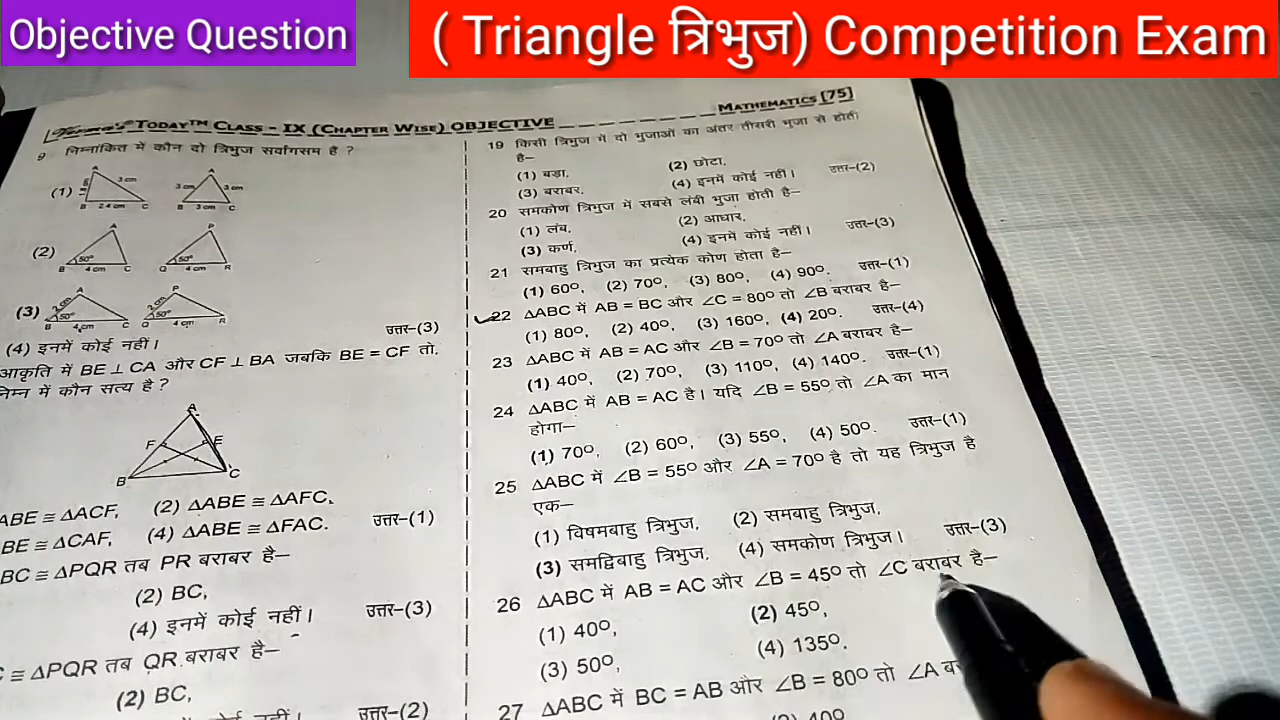 Objective Question
( Triangle त्रिभुज) Competition Exam
TODAY™ CLASS - IX (CHAPTER WISE) OBJECTIVE
MATHEMATICS [75]
9 निम्नांकित में कौन दो त्रिभुज सर्वांगसम है ?
(1)
A
3 cm
B 2.4 cm C
A
3 cm 3 cm
B 3 cm C
(2)
A
50°
B 4 cm C
P
50°
Q 4 cm R
(3)
A
50°
B 4 cm C
P
50°
Q 4 cm R
उत्तर–(3)
(4) इनमें कोई नहीं।
आकृति में BE ⊥ CA और CF ⊥ BA जबकि BE = CF तो,
निम्न में कौन सत्य है ?
A
F E
B C
ABE ≅ ΔACF, (2) ΔABE ≅ ΔAFC,
BE ≅ ΔCAF, (4) ΔABE ≅ ΔFAC. उत्तर–(1)
BC ≅ ΔPQR तब PR बराबर है–
(2) BC,
(4) इनमें कोई नहीं। उत्तर–(3)
≅ ΔPQR तब QR बराबर है–
(2) BC,
उत्तर–(2)
19 किसी त्रिभुज में दो भुजाओं का अंतर तीसरी भुजा से होती
है–
(1) बड़ा, (2) छोटा,
(3) बराबर, (4) इनमें कोई नहीं। उत्तर–(2)
20 समकोण त्रिभुज में सबसे लंबी भुजा होती है–
(1) लंब, (2) आधार,
(3) कर्ण, (4) इनमें कोई नहीं। उत्तर–(3)
21 समबाहु त्रिभुज का प्रत्येक कोण होता है–
(1) 60°, (2) 70°, (3) 80°, (4) 90°. उत्तर–(1)
22 ΔABC में AB = BC और ∠C = 80° तो ∠B बराबर है–
(1) 80°, (2) 40°, (3) 160°, (4) 20°. उत्तर–(4)
23 ΔABC में AB = AC और ∠B = 70° तो ∠A बराबर है–
(1) 40°, (2) 70°, (3) 110°, (4) 140°. उत्तर–(1)
24 ΔABC में AB = AC है। यदि ∠B = 55° तो ∠A का मान
होगा–
(1) 70°, (2) 60°, (3) 55°, (4) 50°. उत्तर–(1)
25 ΔABC में ∠B = 55° और ∠A = 70° है तो यह त्रिभुज है
एक–
(1) विषमबाहु त्रिभुज, (2) समबाहु त्रिभुज,
(3) समद्विबाहु त्रिभुज, (4) समकोण त्रिभुज। उत्तर–(3)
26 ΔABC में AB = AC और ∠B = 45° तो ∠C बराबर है–
(1) 40°, (2) 45°,
(3) 50°, (4) 135°.
27 ΔABC में BC = AB और ∠B = 80° तो ∠A